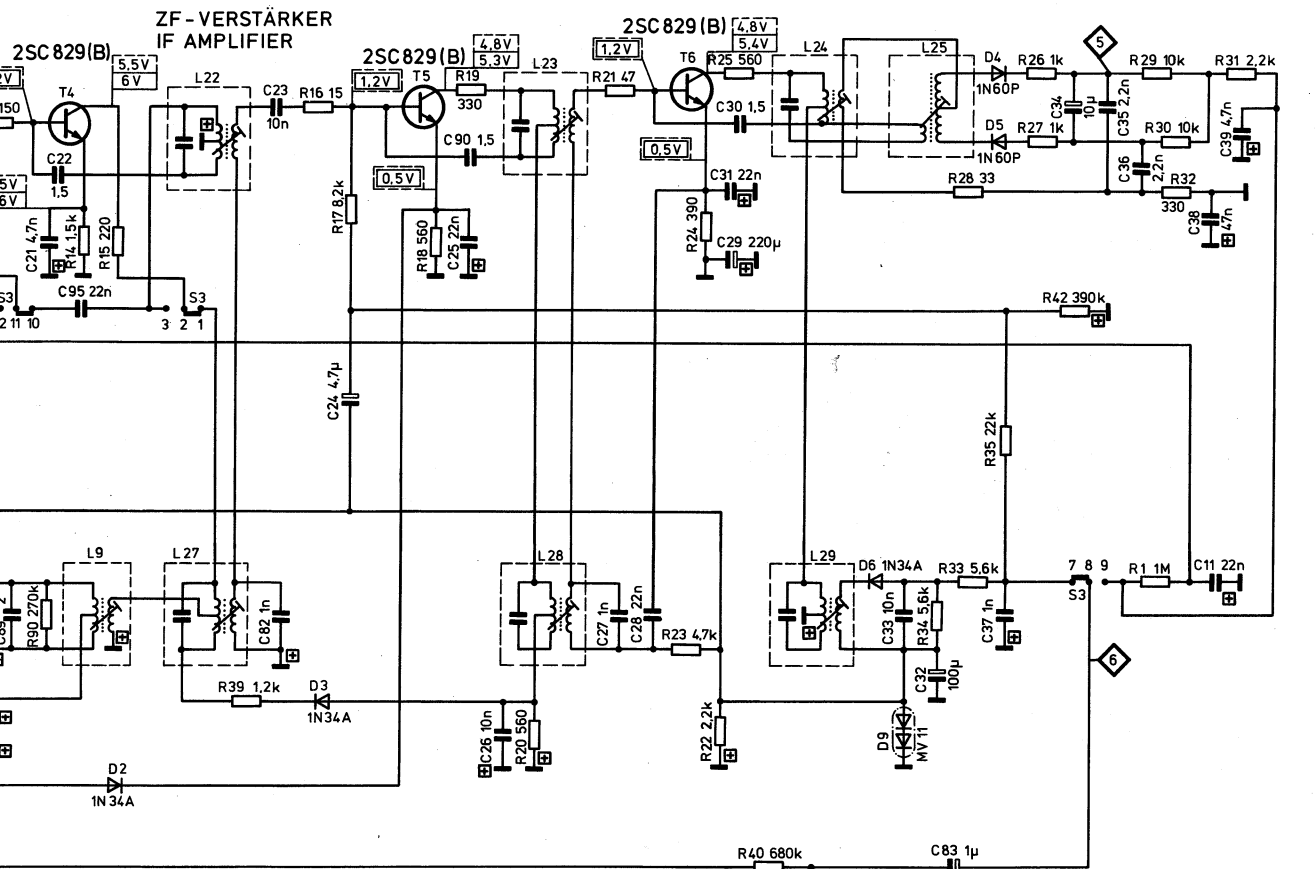 ZF-VERSTÄRKER
IF AMPLIFIER
2SC829(B)
5,5V
6V
T4
150
C22
1,5
L22
C23
10n
R16 15
1,2V
2SC829(B)
T5
4,8V
5,3V
R19
330
L23
R21 47
C90 1,5
0,5V
1,2V
2SC829(B)
T6
4,8V
5,4V
R25 560
C30 1,5
0,5V
L24
L25
D4
1N60P
R26 1k
C34
10µ
5
C35 2,2n
R29 10k
R31 2,2k
D5
1N60P
R27 1k
R30 10k
C36
2,2n
C39 4,7n
R28 33
R32
330
C38
47n
C31 22n
R24 390
C29 220µ
5V
6V
C21 4,7n
R14 1,5k
R15 220
R17 8,2k
R18 560
C25 22n
S3
2 11 10
C95 22n
3 2 1
S3
R42 390k
C24 4,7µ
R35 22k
L9
L27
L28
L29
R90 270k
C82 1n
C27 1n
C28 22n
R23 4,7k
D6 1N34A
R33 5,6k
C33 10n
R34 5,6k
C37 1n
7 8 9
S3
R1 1M
C11 22n
6
C32
100µ
R39 1,2k
D3
1N34A
C26 10n
R20 560
R22 2,2k
D9
MV11
D2
1N34A
R40 680k
C83 1µ